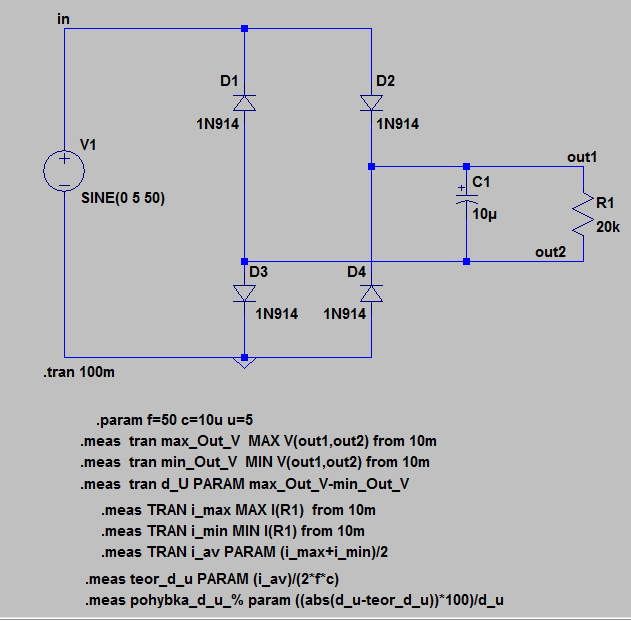 in
D1
D2
1N914
1N914
V1
SINE(0 5 50)
out1
C1
R1
10µ
20k
out2
D3
D4
1N914
1N914
.tran 100m
.param f=50 c=10u u=5
.meas tran max_Out_V MAX V(out1,out2) from 10m
.meas tran min_Out_V MIN V(out1,out2) from 10m
.meas tran d_U PARAM max_Out_V-min_Out_V
.meas TRAN i_max MAX I(R1) from 10m
.meas TRAN i_min MIN I(R1) from 10m
.meas TRAN i_av PARAM (i_max+i_min)/2
.meas teor_d_u PARAM (i_av)/(2*f*c)
.meas pohybka_d_u_% param ((abs(d_u-teor_d_u))*100)/d_u